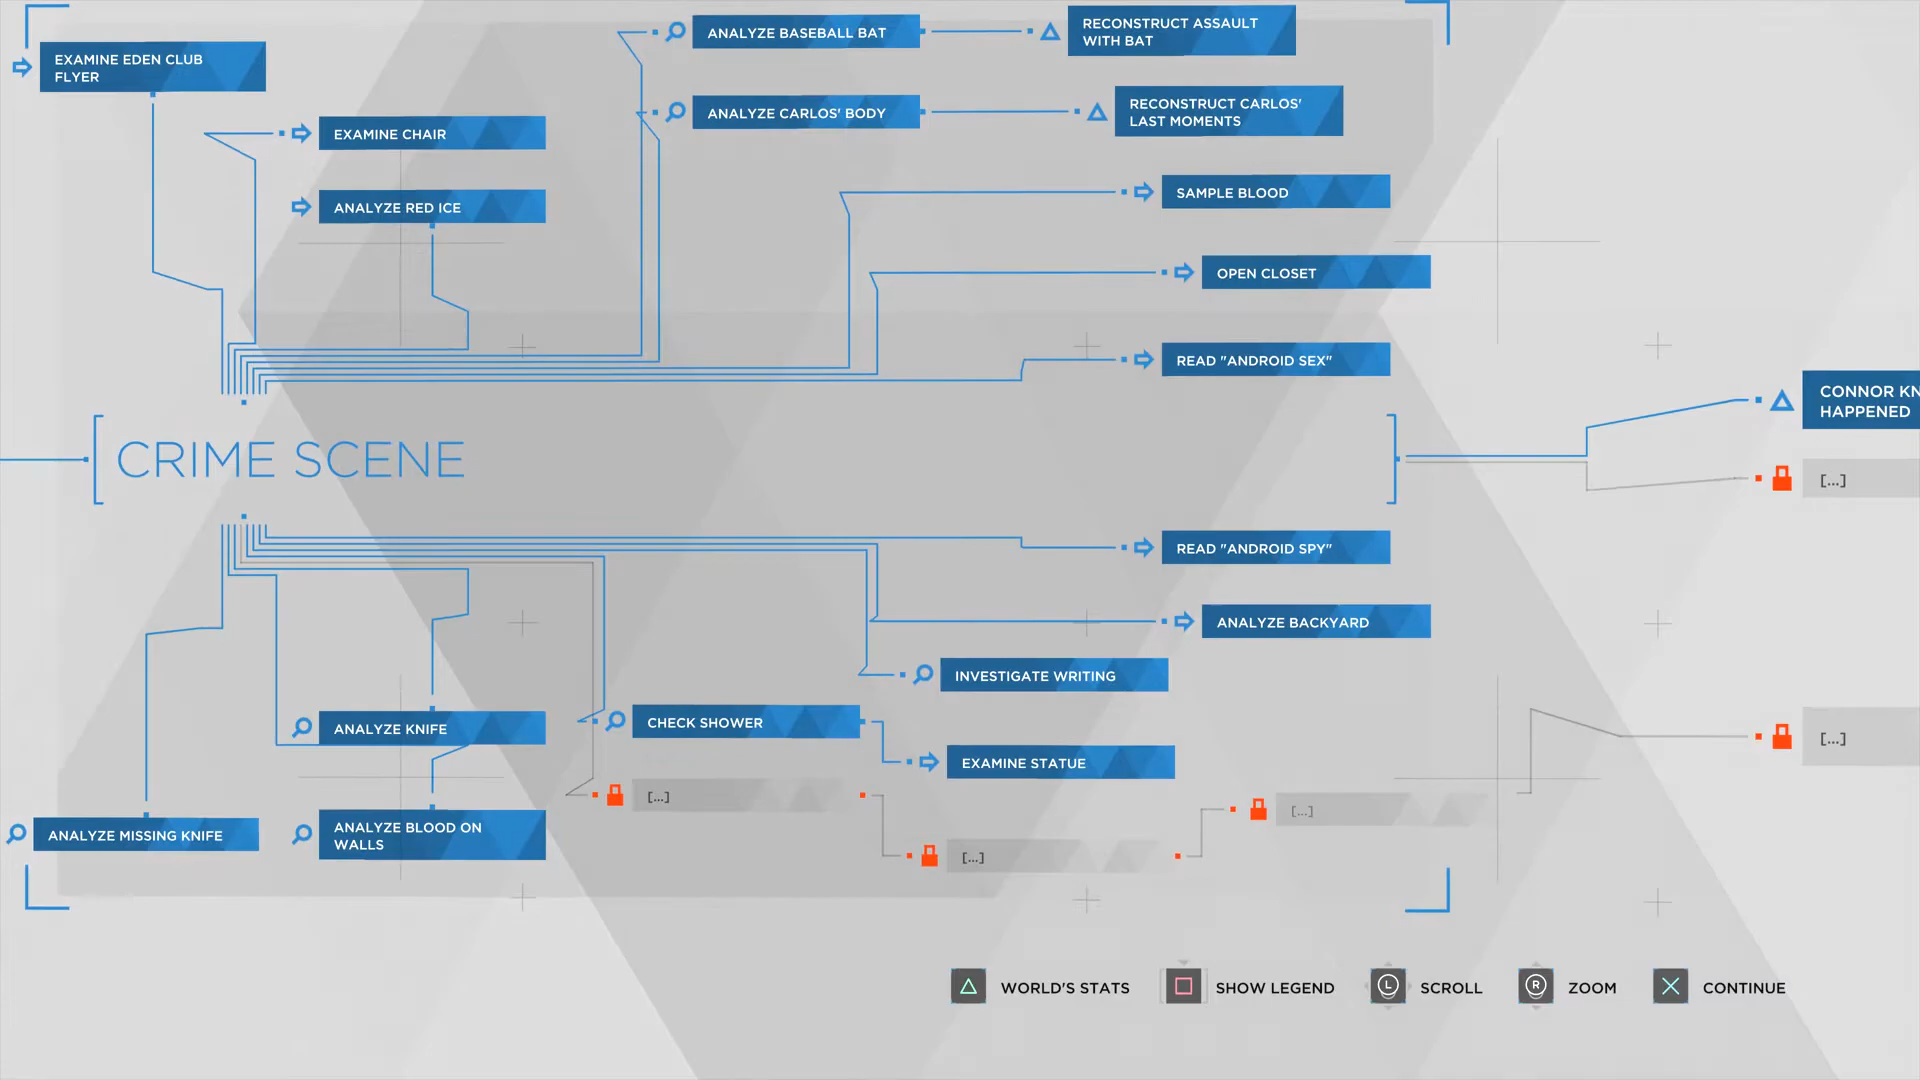 ANALYZE BASEBALL BAT
RECONSTRUCT ASSAULT
WITH BAT
EXAMINE EDEN CLUB
FLYER
ANALYZE CARLOS' BODY
RECONSTRUCT CARLOS'
LAST MOMENTS
EXAMINE CHAIR
ANALYZE RED ICE
SAMPLE BLOOD
OPEN CLOSET
READ "ANDROID SEX"
CONNOR KN
HAPPENED
CRIME SCENE
[...]
READ "ANDROID SPY"
ANALYZE BACKYARD
INVESTIGATE WRITING
ANALYZE KNIFE
CHECK SHOWER
[...]
EXAMINE STATUE
[...]
[...]
ANALYZE MISSING KNIFE
ANALYZE BLOOD ON
WALLS
[...]
WORLD'S STATS
SHOW LEGEND
L
SCROLL
R
ZOOM
CONTINUE